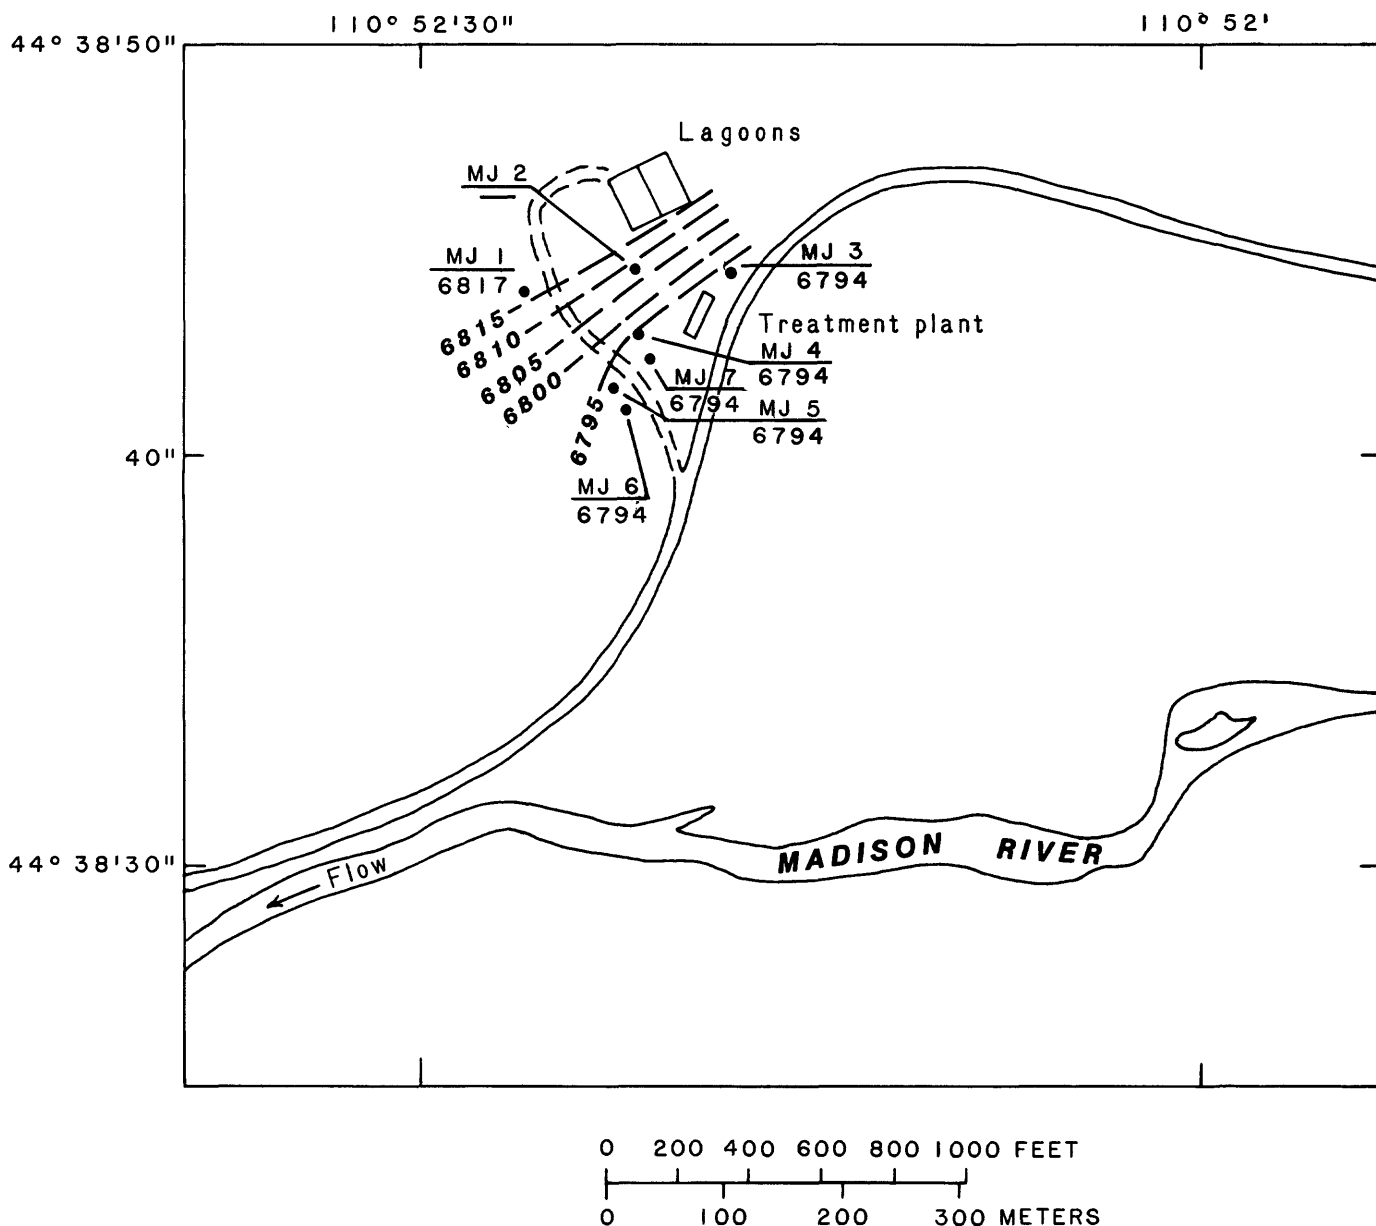 110° 52'30"
110° 52'
44° 38'50"
Lagoons
MJ 2
—
MJ 1
6817
MJ 3
6794
6815
6810
6805
6800
6795
Treatment plant
MJ 4
6794
MJ 7
6794
MJ 5
6794
40"
MJ 6
6794
MADISON RIVER
44° 38'30"
Flow
0 200 400 600 800 1000 FEET
0 100 200 300 METERS